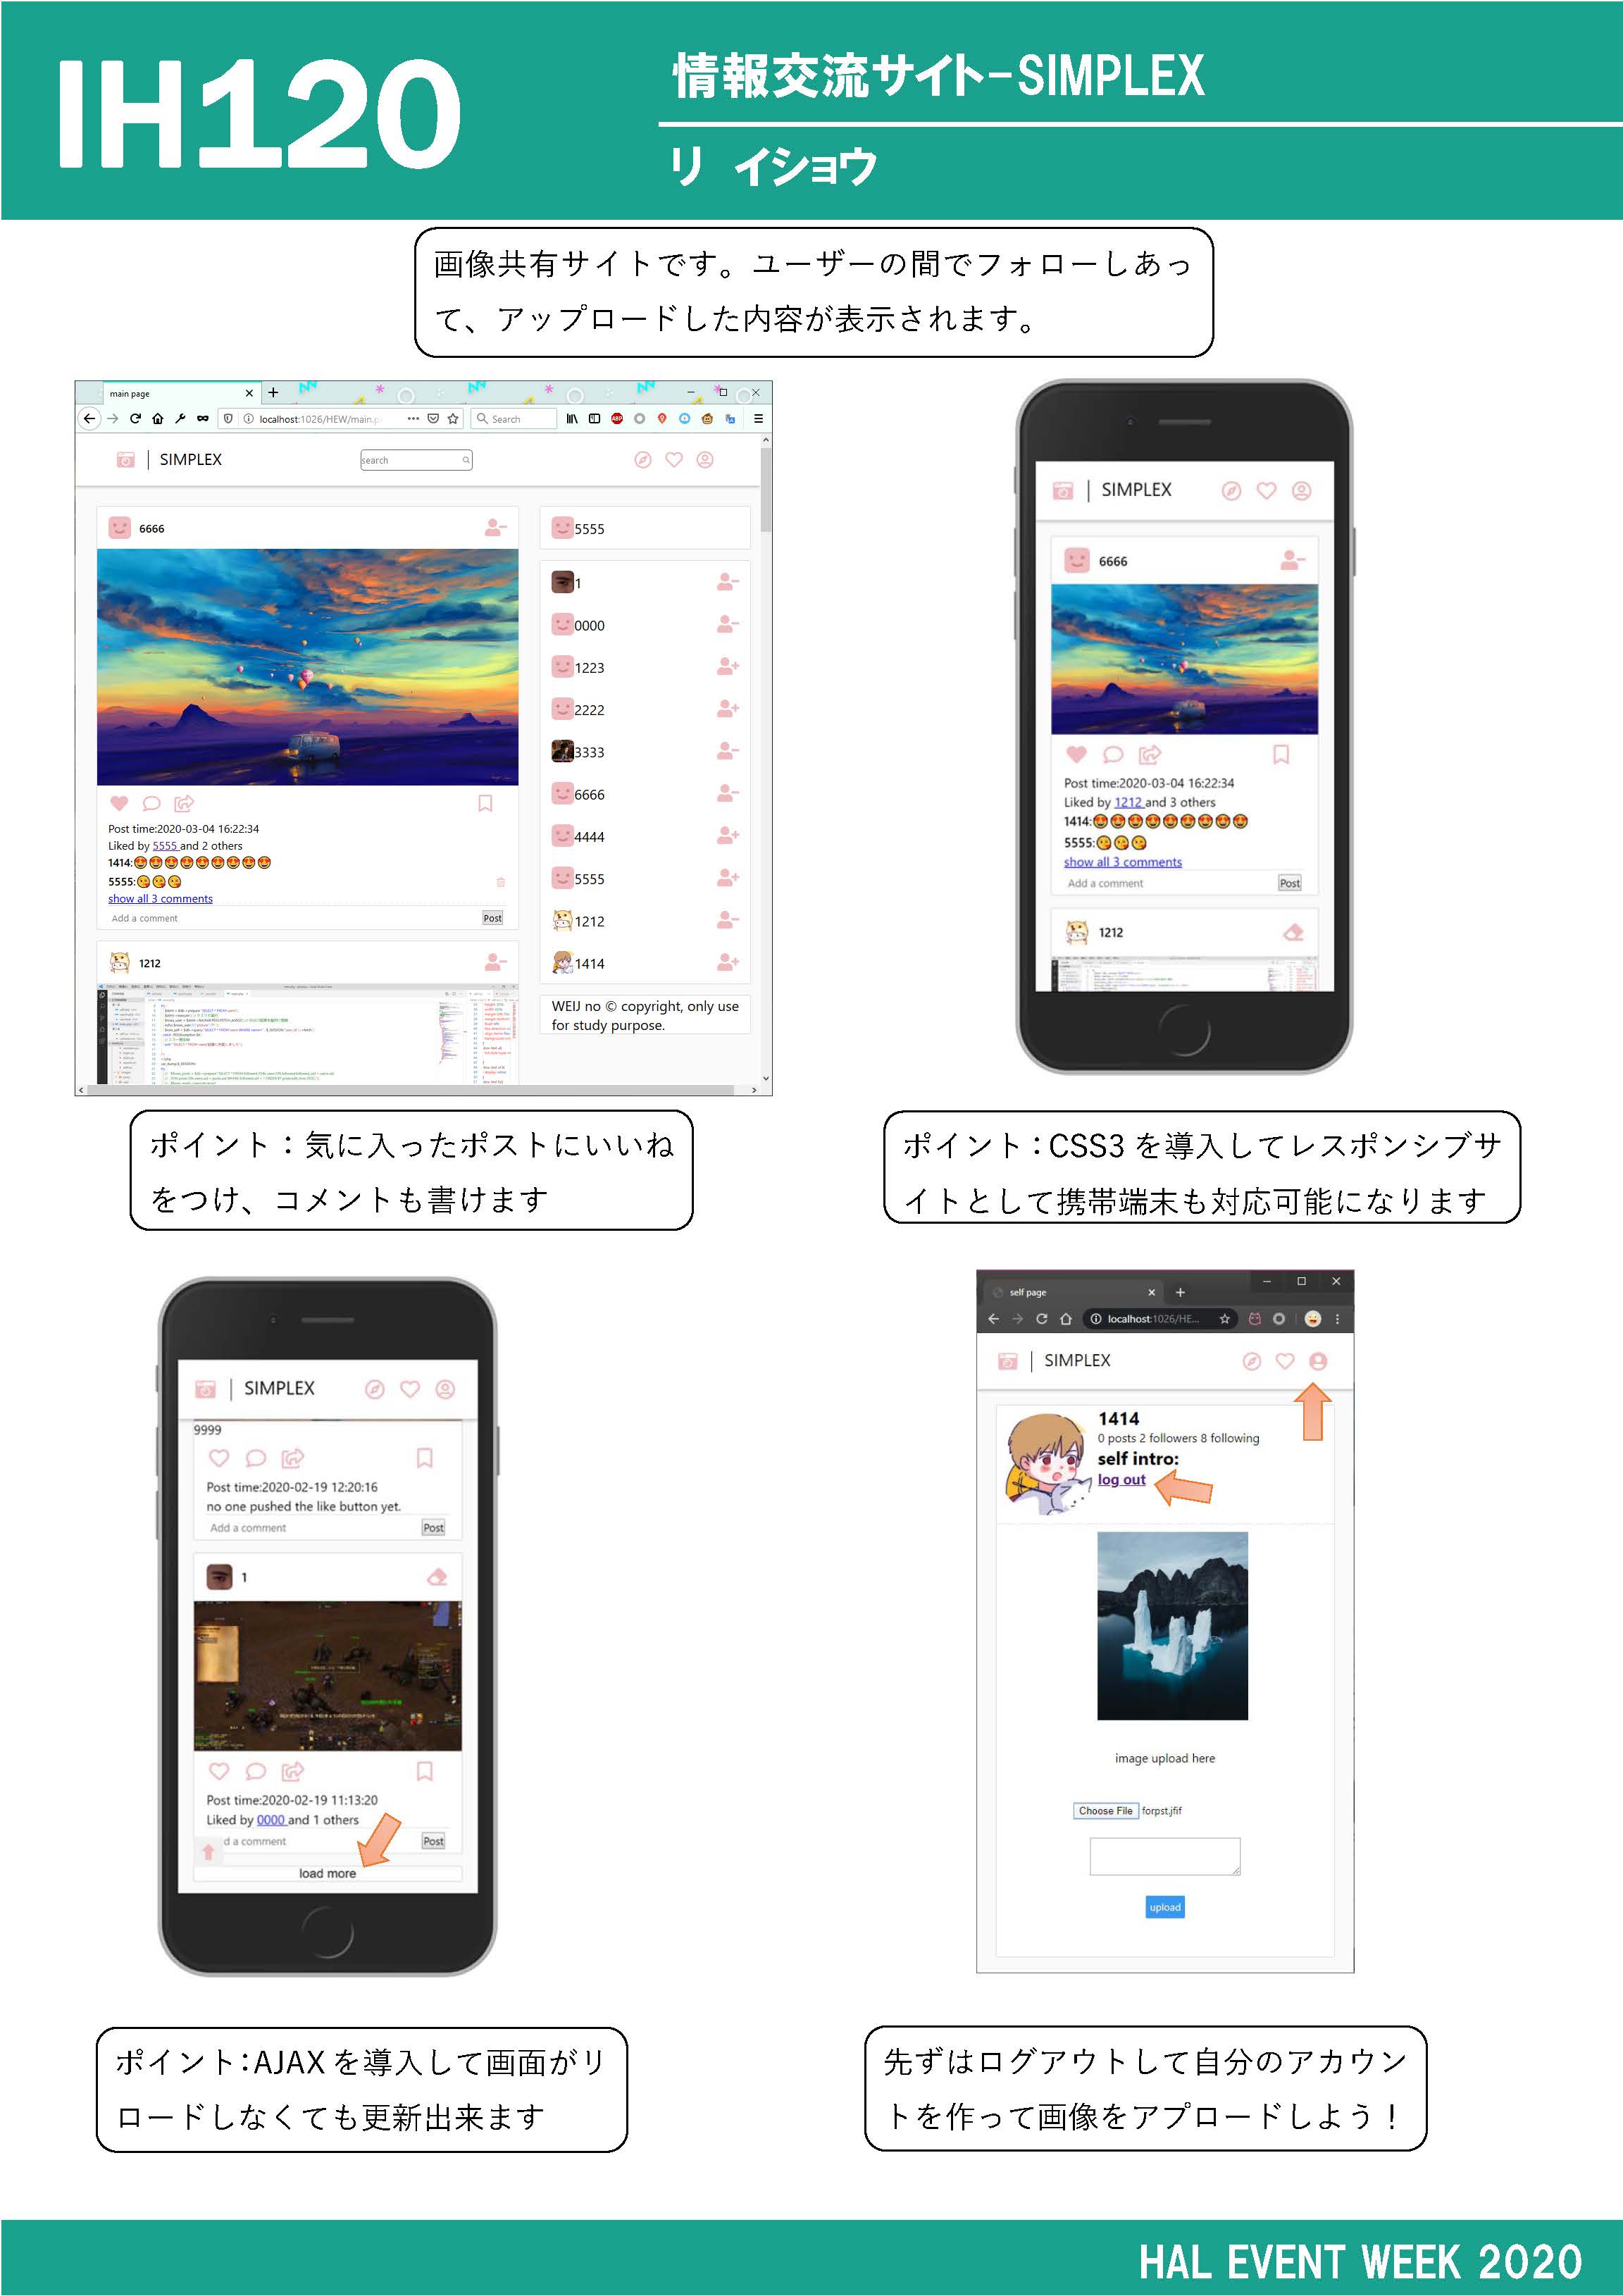 IH120
情報交流サイト-SIMPLEX
リ　イショウ
画像共有サイトです。ユーザーの間でフォローしあっ
て、アップロードした内容が表示されます。
main page
localhost:1026/HEW/main.p
Search
SIMPLEX
search
6666
Post time:2020-03-04 16:22:34
Liked by 5555 and 2 others
1414:😍😍😍😍😍😍😍😍😍
5555:😘😘😘
show all 3 comments
Add a comment
Post
1212
5555
1
0000
1223
2222
3333
6666
4444
5555
1212
1414
WEIJ no © copyright, only use
for study purpose.
SIMPLEX
6666
Post time:2020-03-04 16:22:34
Liked by 1212 and 3 others
1414:😍😍😍😍😍😍😍😍😍
5555:😘😘😘
show all 3 comments
Add a comment
Post
1212
ポイント：気に入ったポストにいいね
をつけ、コメントも書けます
ポイント：CSS3 を導入してレスポンシブサ
イトとして携帯端末も対応可能になります
SIMPLEX
9999
Post time:2020-02-19 12:20:16
no one pushed the like button yet.
Add a comment
Post
1
Post time:2020-02-19 11:13:20
Liked by 0000 and 1 others
d a comment
Post
load more
self page
localhost:1026/HE...
SIMPLEX
1414
0 posts 2 followers 8 following
self intro:
log out
image upload here
Choose File forpst.jfif
upload
ポイント：AJAX を導入して画面がリ
ロードしなくても更新出来ます
先ずはログアウトして自分のアカウン
トを作って画像をアプロードしよう！
HAL EVENT WEEK 2020